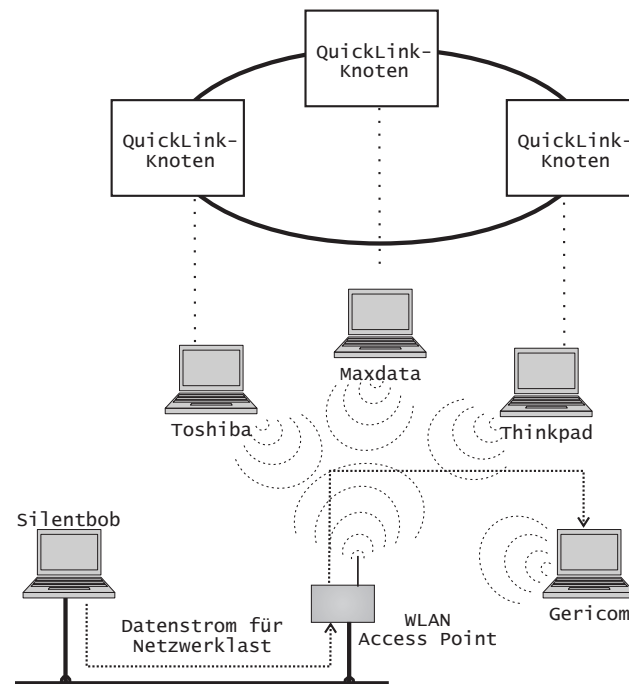 QuickLink-
Knoten
QuickLink-
Knoten
QuickLink-
Knoten
Maxdata
Toshiba
Thinkpad
Silentbob
Gericom
Datenstrom für
Netzwerklast
WLAN
Access Point